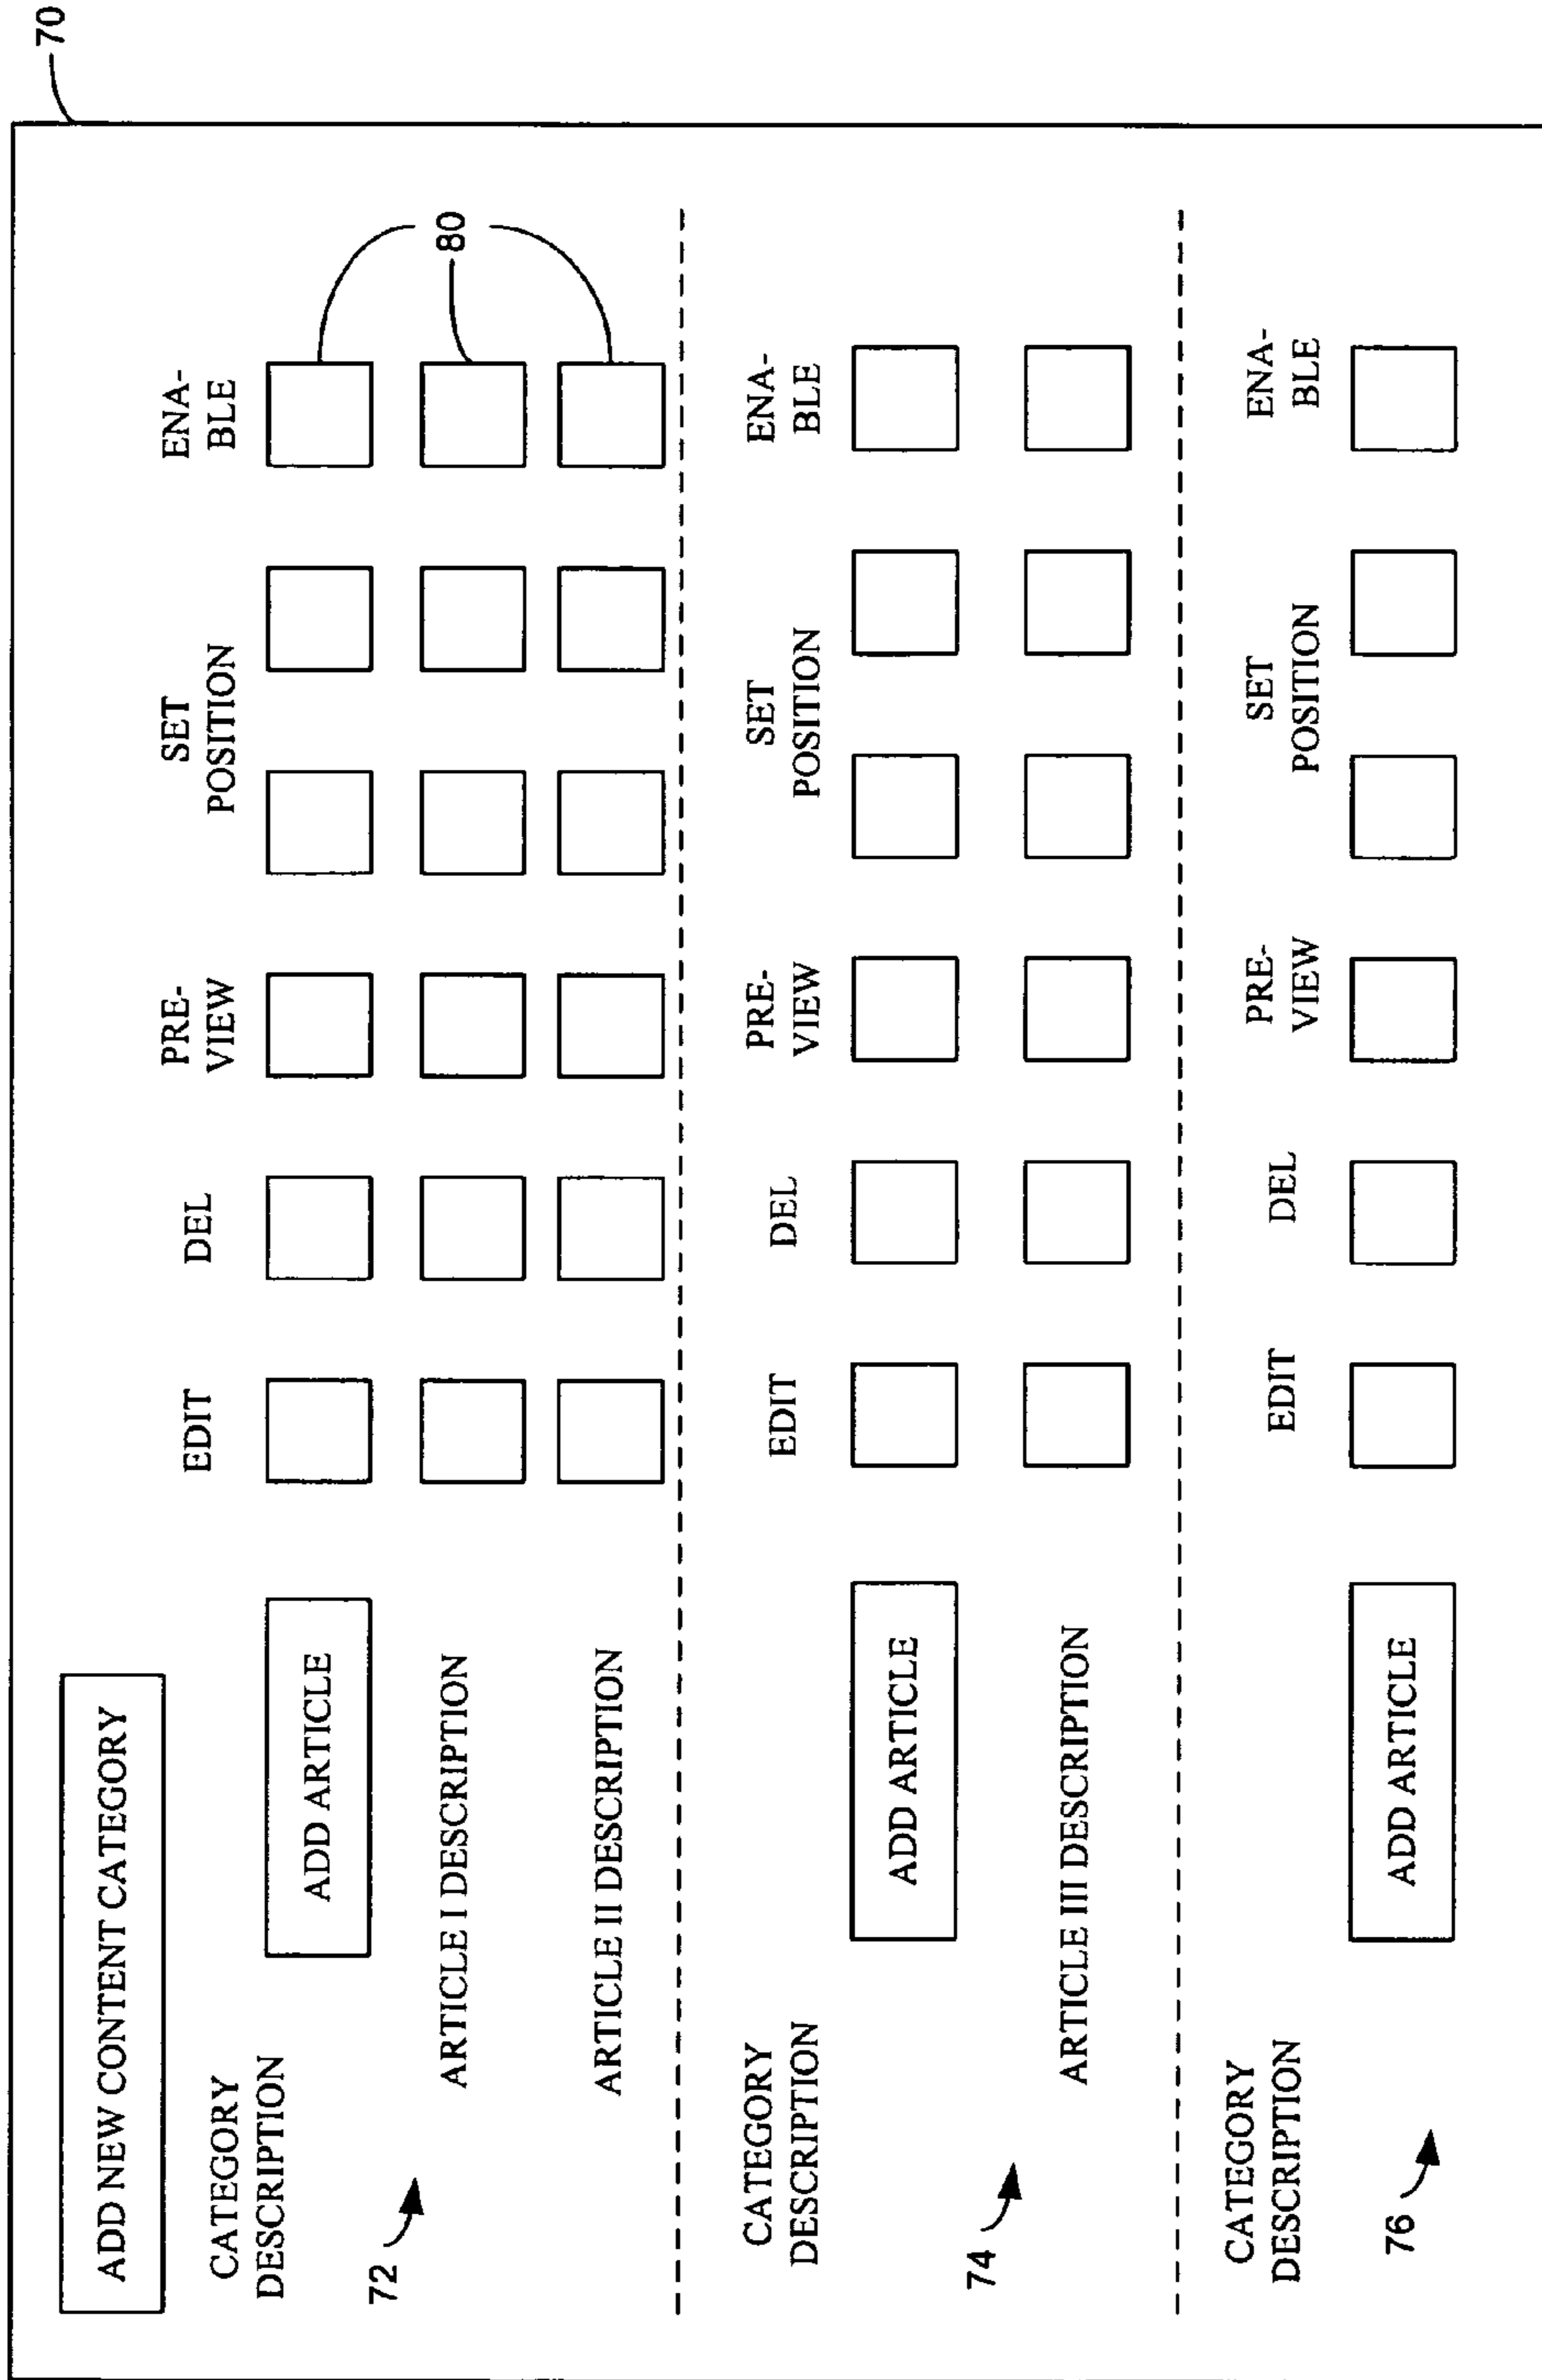 70
ADD NEW CONTENT CATEGORY
CATEGORY
DESCRIPTION
EDIT
DEL
PRE-
VIEW
SET
POSITION
ENA-
BLE
ADD ARTICLE
80
72
ARTICLE I DESCRIPTION
ARTICLE II DESCRIPTION
CATEGORY
DESCRIPTION
EDIT
DEL
PRE-
VIEW
SET
POSITION
ENA-
BLE
ADD ARTICLE
74
ARTICLE III DESCRIPTION
CATEGORY
DESCRIPTION
EDIT
DEL
PRE-
VIEW
SET
POSITION
ENA-
BLE
ADD ARTICLE
76